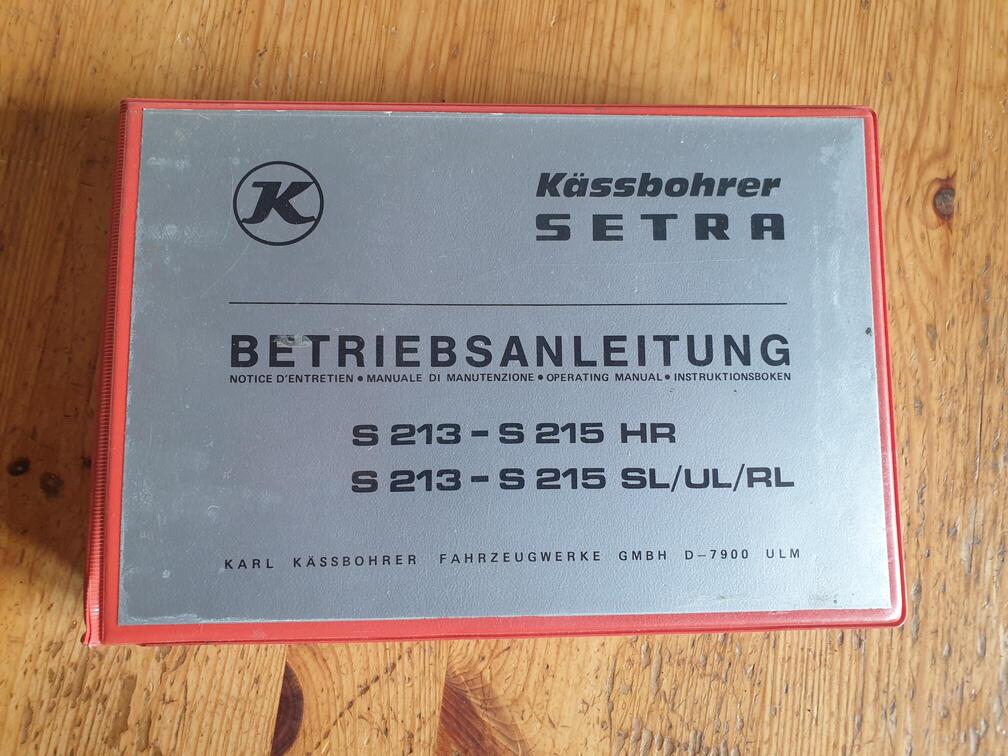 K
Kässbohrer
SETRA
BETRIEBSANLEITUNG
NOTICE D'ENTRETIEN • MANUALE DI MANUTENZIONE • OPERATING MANUAL • INSTRUKTIONSBOKEN
S 213 – S 215 HR
S 213 – S 215 SL/UL/RL
KARL KÄSSBOHRER FAHRZEUGWERKE GMBH D–7900 ULM